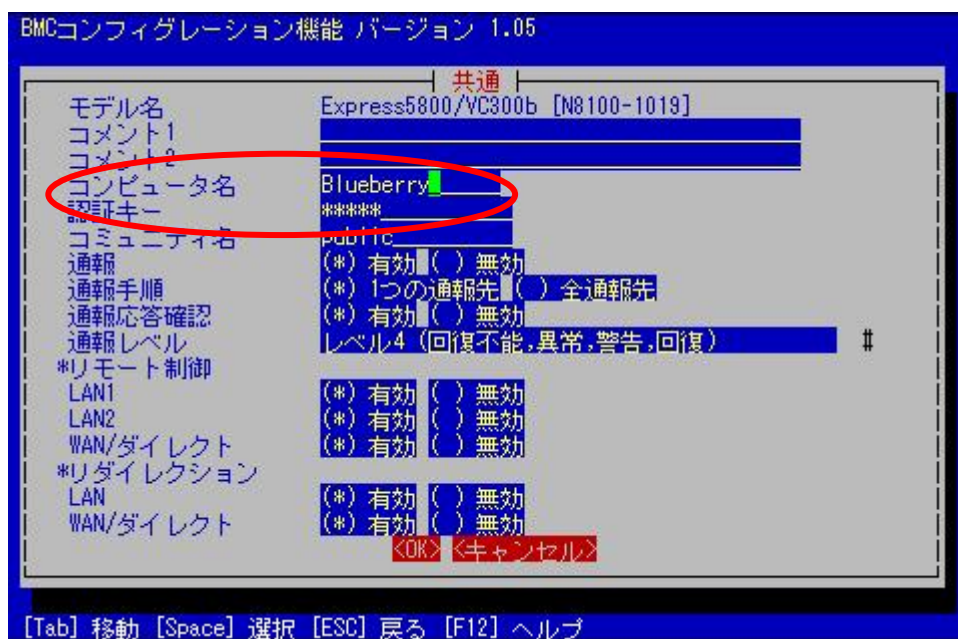 BMCコンフィグレーション機能 バージョン 1.05
共通
モデル名 Express5800/VC300b [N8100-1019]
コメント1
コメント2
コンピュータ名 Blueberry
認証キー *****
コミュニティ名 public
通報 (*) 有効 ( ) 無効
通報手順 (*) 1つの通報先 ( ) 全通報先
通報応答確認 (*) 有効 ( ) 無効
通報レベル レベル4 (回復不能,異常,警告,回復) #
*リモート制御
LAN1 (*) 有効 ( ) 無効
LAN2 (*) 有効 ( ) 無効
WAN/ダイレクト (*) 有効 ( ) 無効
*リダイレクション
LAN (*) 有効 ( ) 無効
WAN/ダイレクト (*) 有効 ( ) 無効
<OK> <キャンセル>
[Tab] 移動 [Space] 選択 [ESC] 戻る [F12] ヘルプ